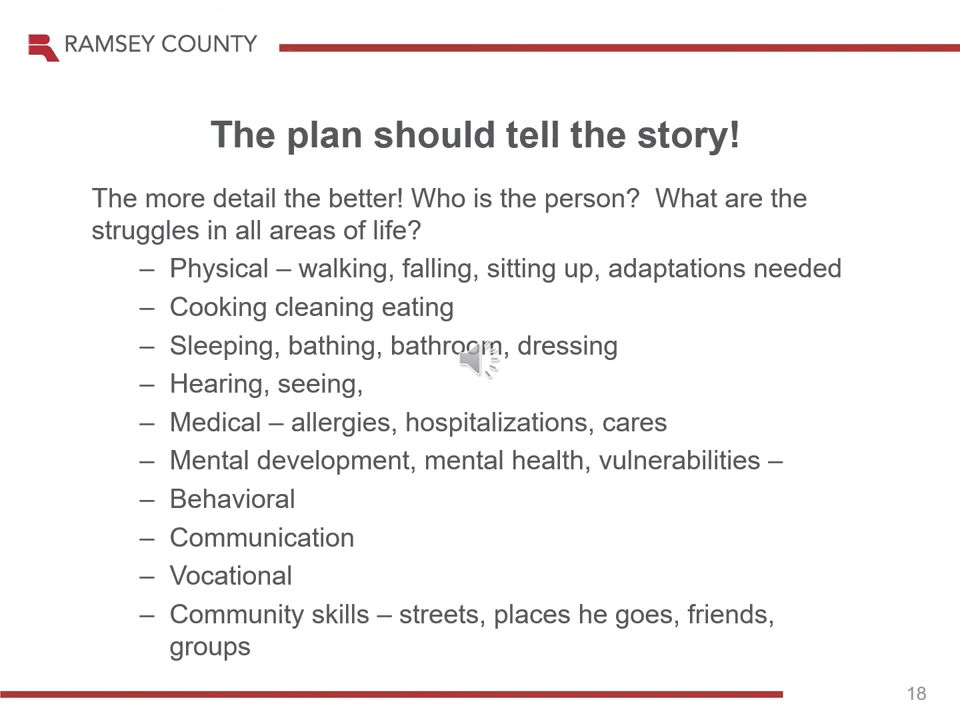 RAMSEY COUNTY
The plan should tell the story!
The more detail the better! Who is the person?  What are the
struggles in all areas of life?
– Physical – walking, falling, sitting up, adaptations needed
– Cooking cleaning eating
– Sleeping, bathing, bathroom, dressing
– Hearing, seeing,
– Medical – allergies, hospitalizations, cares
– Mental development, mental health, vulnerabilities –
– Behavioral
– Communication
– Vocational
– Community skills – streets, places he goes, friends,
groups
18